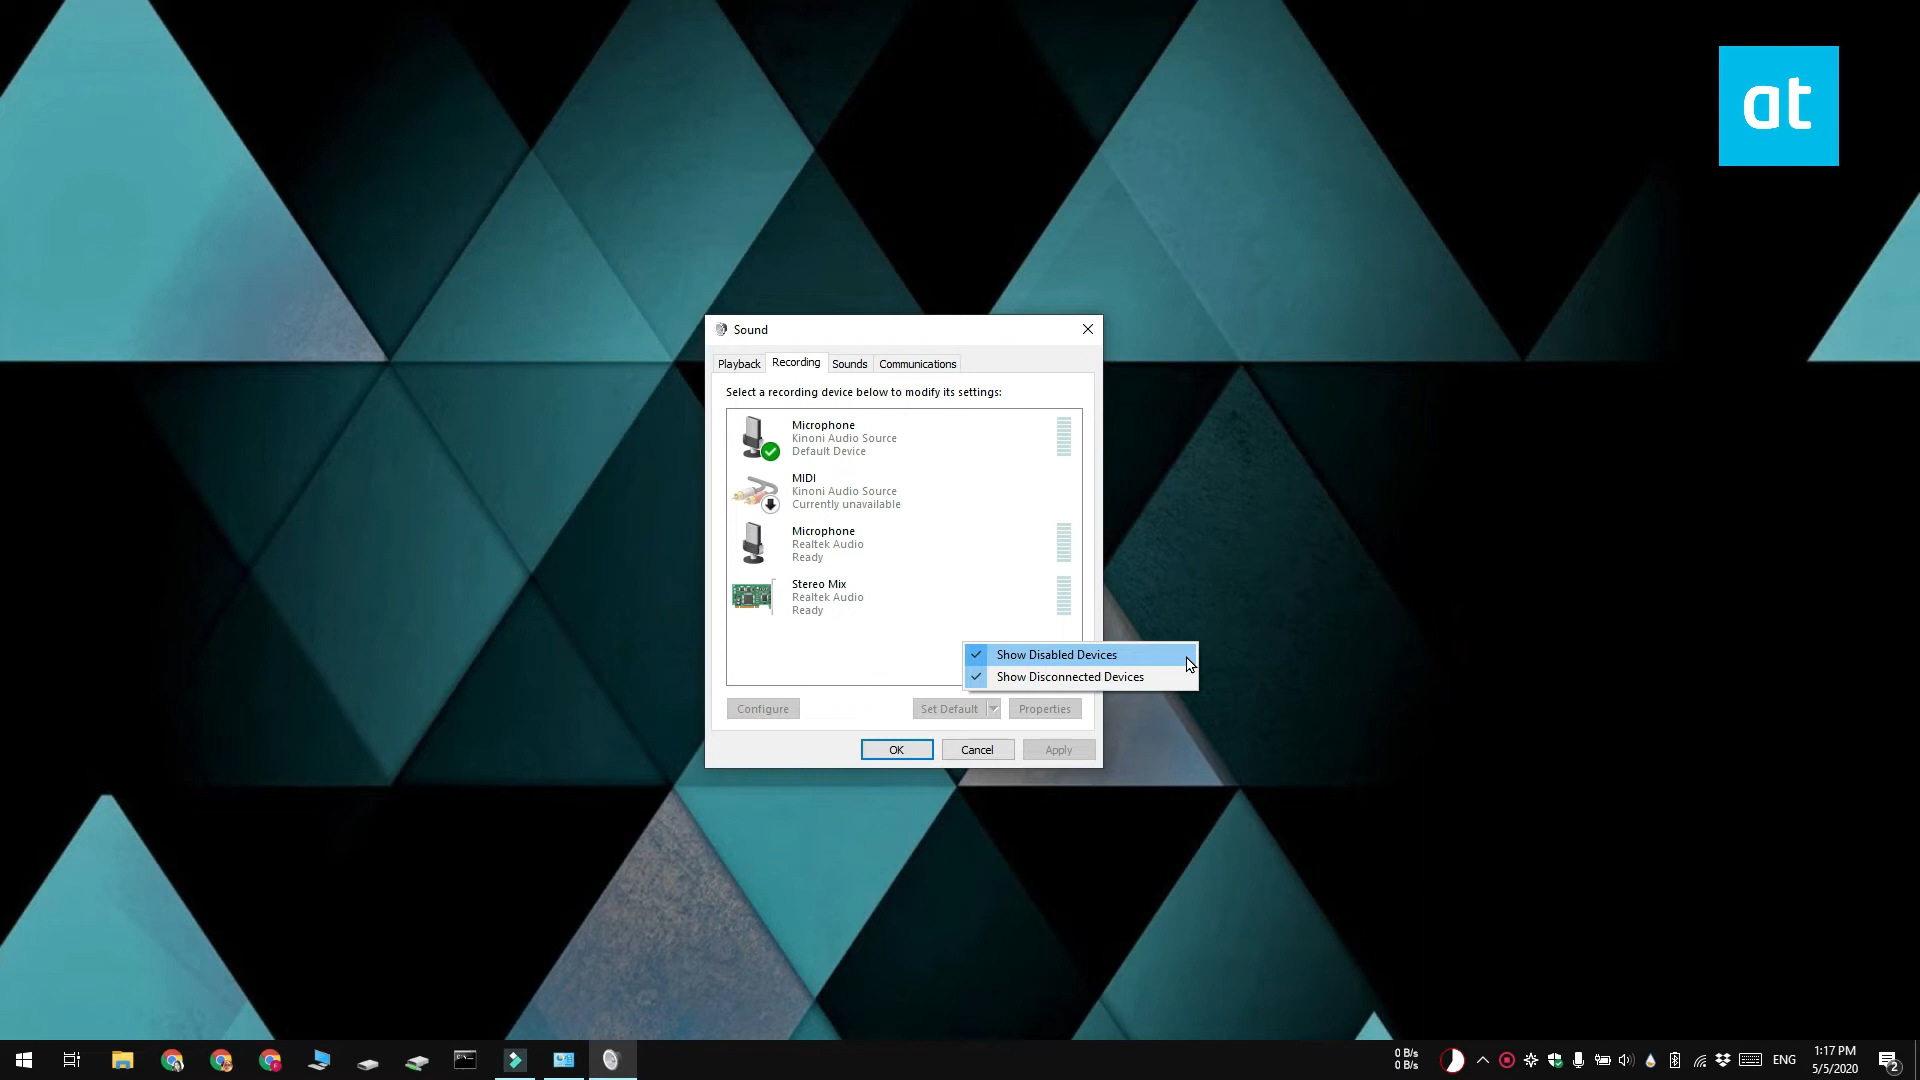 at
Sound
Playback Recording Sounds Communications
Select a recording device below to modify its settings:
Microphone
Kinoni Audio Source
Default Device
MIDI
Kinoni Audio Source
Currently unavailable
Microphone
Realtek Audio
Ready
Stereo Mix
Realtek Audio
Ready
Show Disabled Devices
Show Disconnected Devices
Configure Set Default Properties
OK Cancel Apply
0 B/s
0 B/s
ENG
1:17 PM
5/5/2020
2